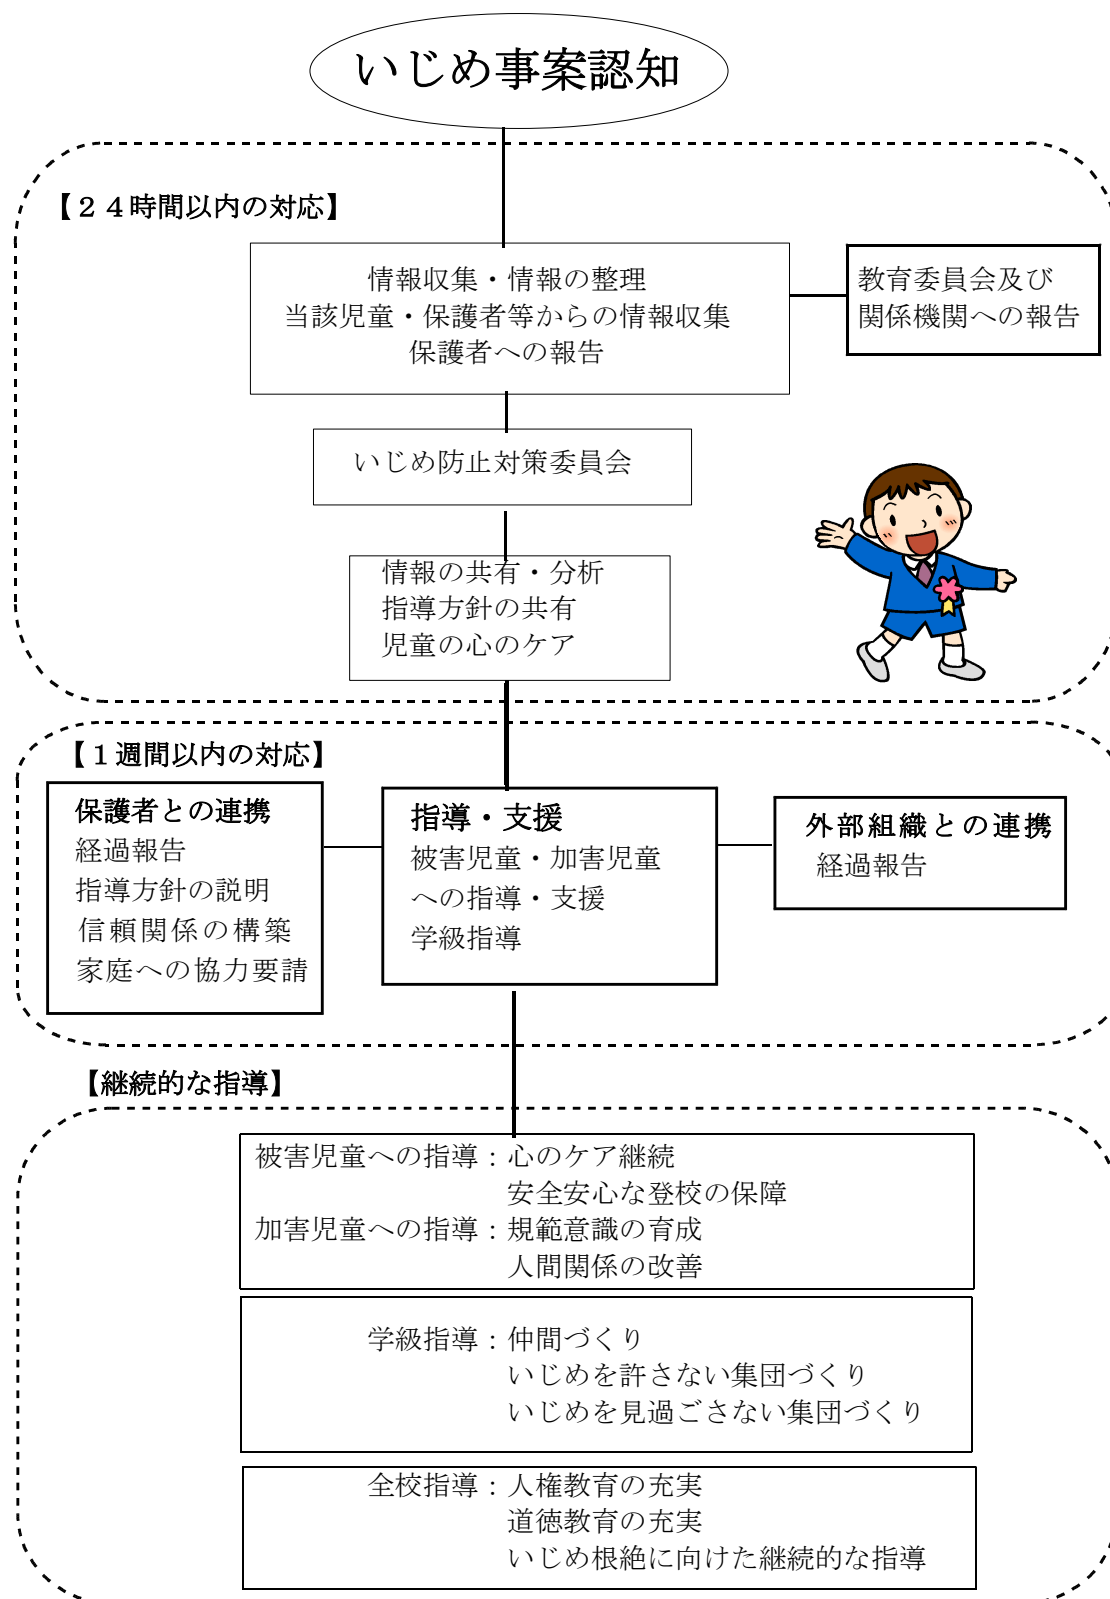 いじめ事案認知
【２４時間以内の対応】
情報収集・情報の整理
当該児童・保護者等からの情報収集
保護者への報告
教育委員会及び
関係機関への報告
いじめ防止対策委員会
情報の共有・分析
指導方針の共有
児童の心のケア
【１週間以内の対応】
保護者との連携
経過報告
指導方針の説明
信頼関係の構築
家庭への協力要請
指導・支援
被害児童・加害児童
への指導・支援
学級指導
外部組織との連携
経過報告
【継続的な指導】
被害児童への指導：心のケア継続
安全安心な登校の保障
加害児童への指導：規範意識の育成
人間関係の改善
学級指導：仲間づくり
いじめを許さない集団づくり
いじめを見過ごさない集団づくり
全校指導：人権教育の充実
道徳教育の充実
いじめ根絶に向けた継続的な指導